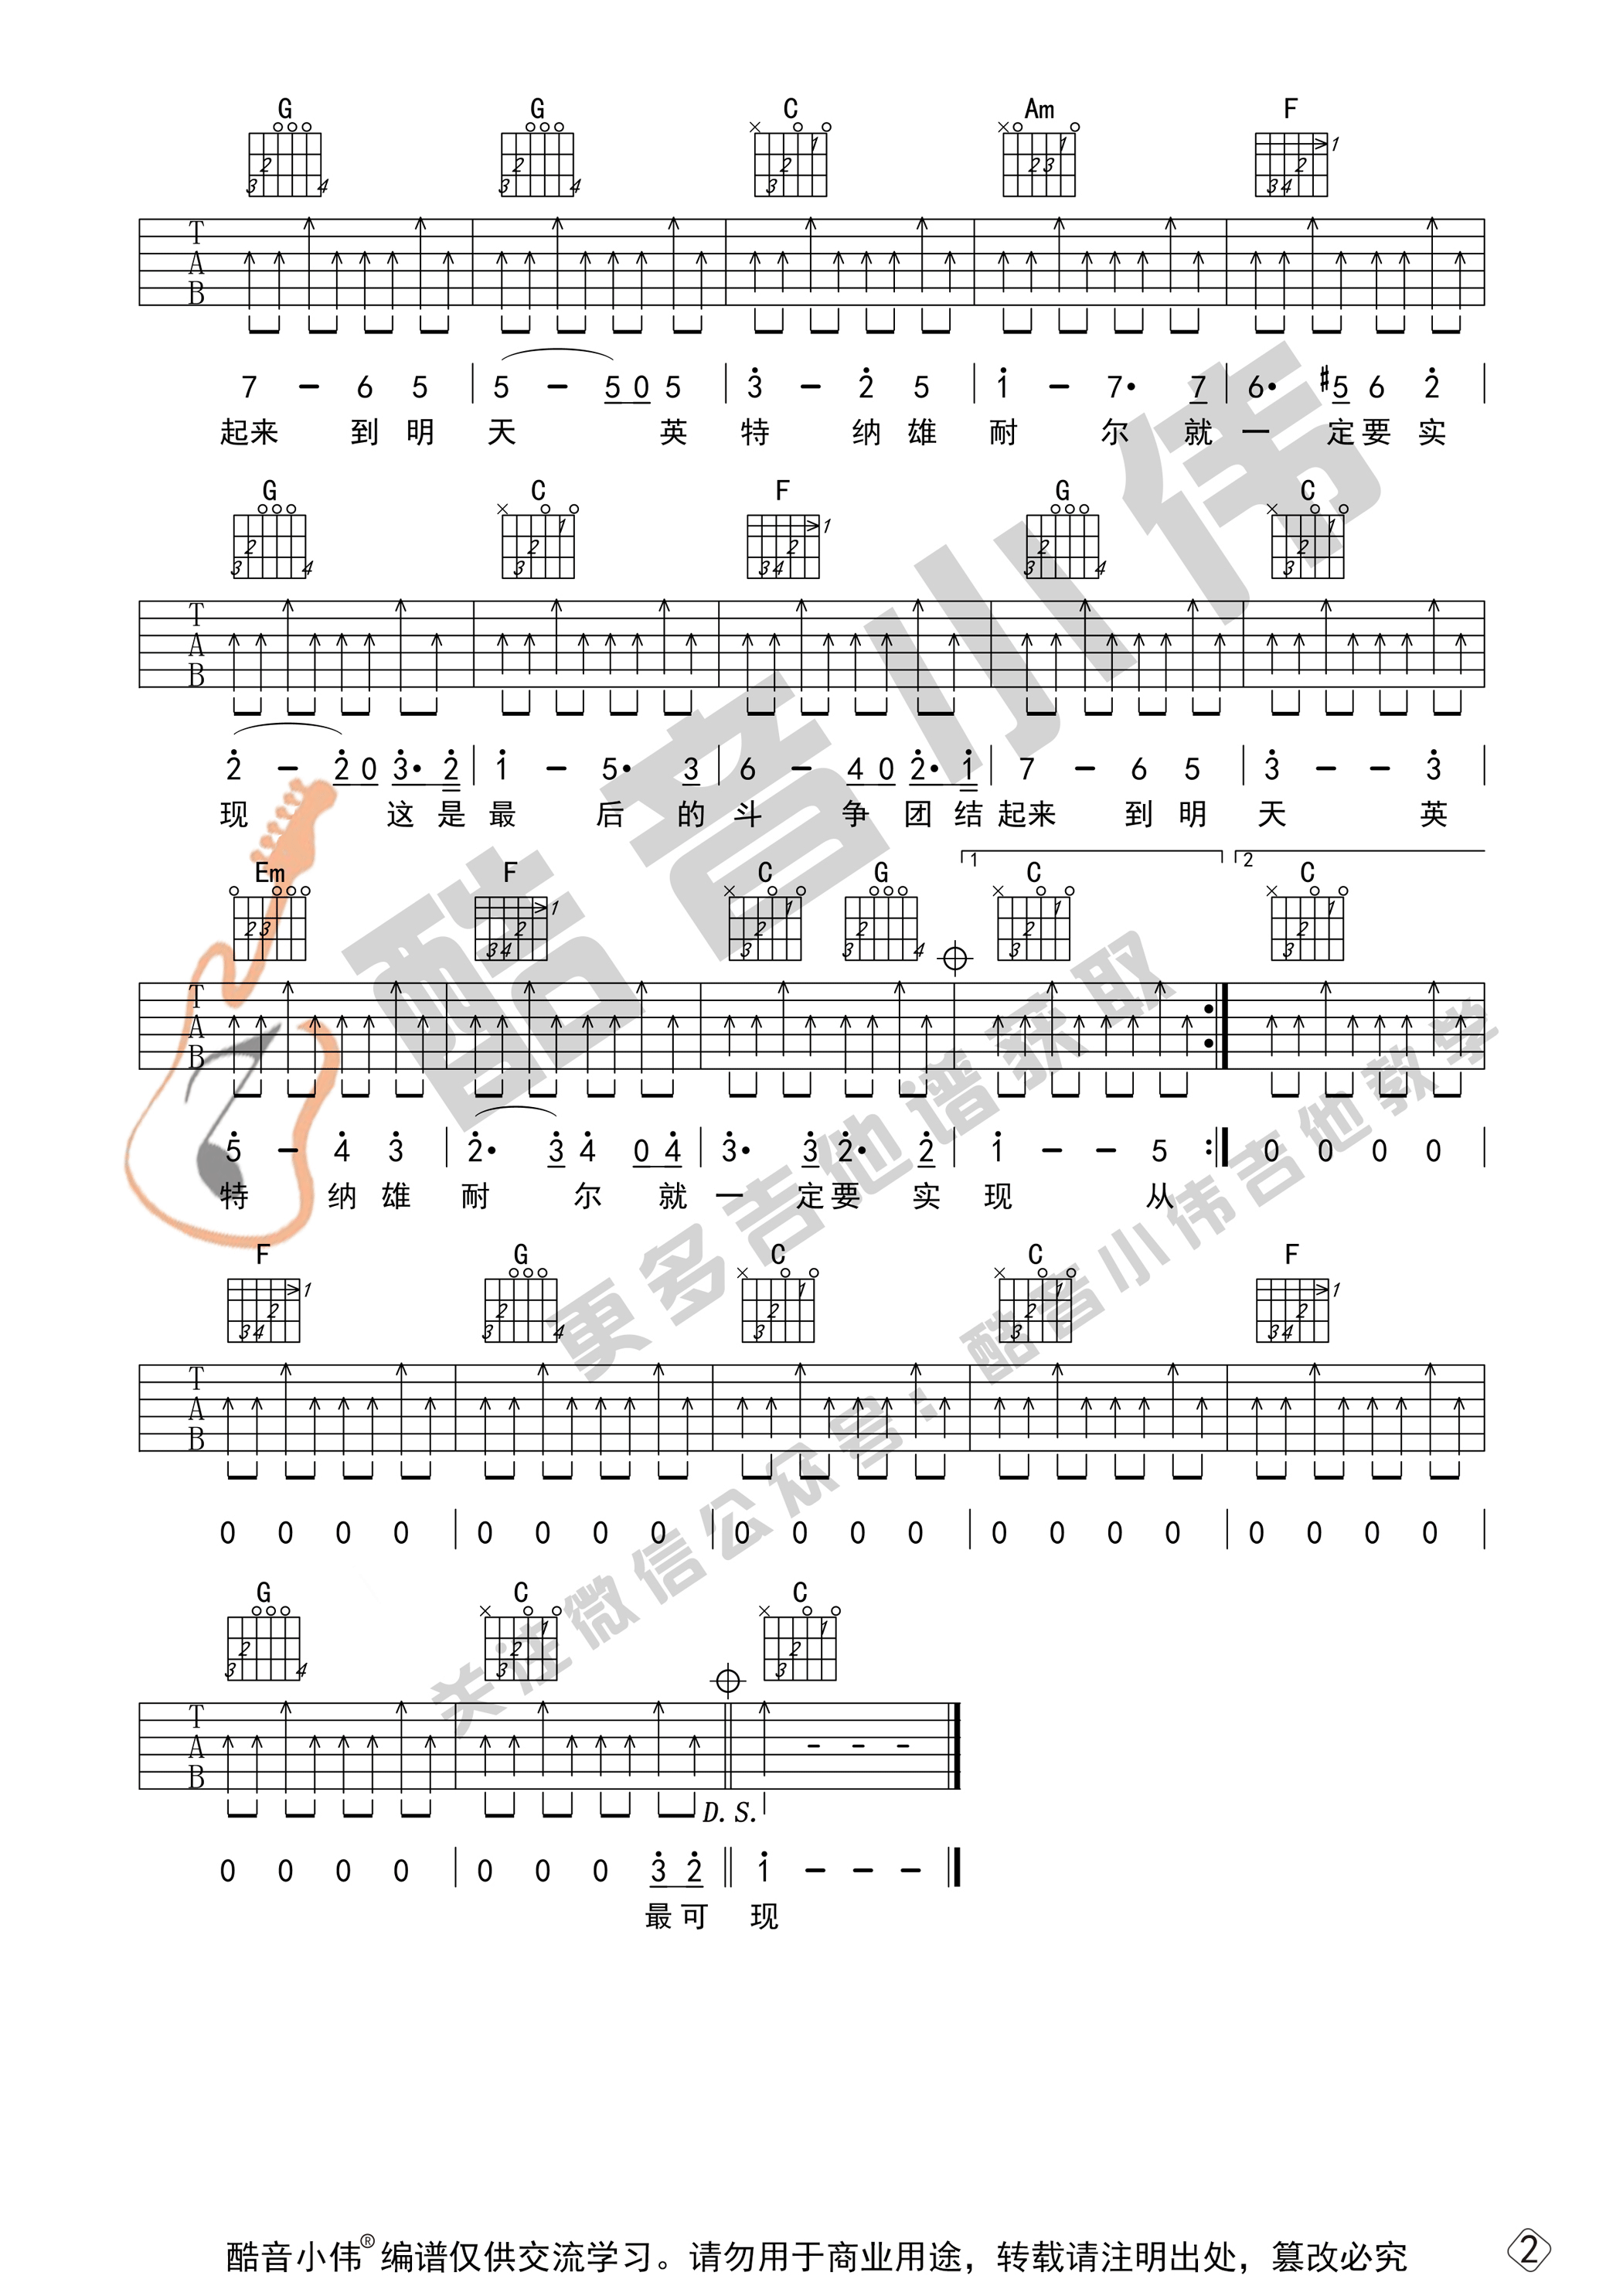 G G C Am F
T A B
7 - 6 5 | 5 - 5 0 5 | 3 - 2 5 | 1 - 7· 7 | 6· #5 6 2 |
起来 到 明 天 英 特 纳 雄 耐 尔 就 一 定 要 实
G C F G C
T A B
2 - 2 0 3· 2 | 1 - 5· 3 | 6 - 4 0 2· 1 | 7 - 6 5 | 3 - - 3 |
现 这 是 最 后 的 斗 争 团 结 起来 到 明 天 英
1 2
Em F C G C C
T A B
5 - 4 3 | 2· 3 4 0 4 | 3· 3 2· 2 | 1 - - 5 :| 0 0 0 0 |
特 纳 雄 耐 尔 就 一 定 要 实 现 从
F G C C F
T A B
0 0 0 0 | 0 0 0 0 | 0 0 0 0 | 0 0 0 0 | 0 0 0 0 |
G C C
T A B
D. S.
0 0 0 0 | 0 0 0 3 2 || 1 - - - ||
最 可 现
酷音小伟
更多吉他谱获取
关注微信公众号：酷音小伟吉他教学
酷音小伟® 编谱仅供交流学习。请勿用于商业用途，转载请注明出处，篡改必究
2